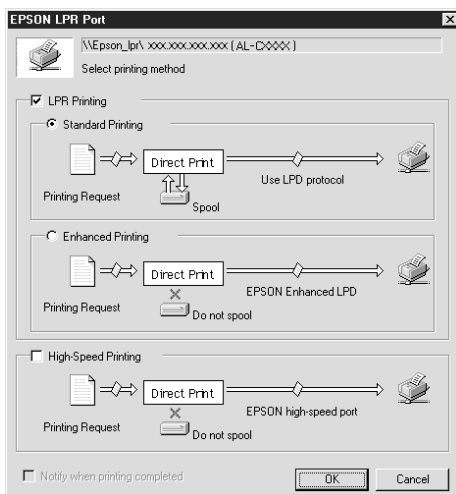 EPSON LPR Port
\\Epson_lpr\ xxx.xxx.xxx.xxx ( AL-CXXXX )
Select printing method
LPR Printing
Standard Printing
Direct Print
Use LPD protocol
Printing Request
Spool
Enhanced Printing
Direct Print
EPSON Enhanced LPD
Printing Request
Do not spool
High-Speed Printing
Direct Print
EPSON high-speed port
Printing Request
Do not spool
Notify when printing completed
OK
Cancel